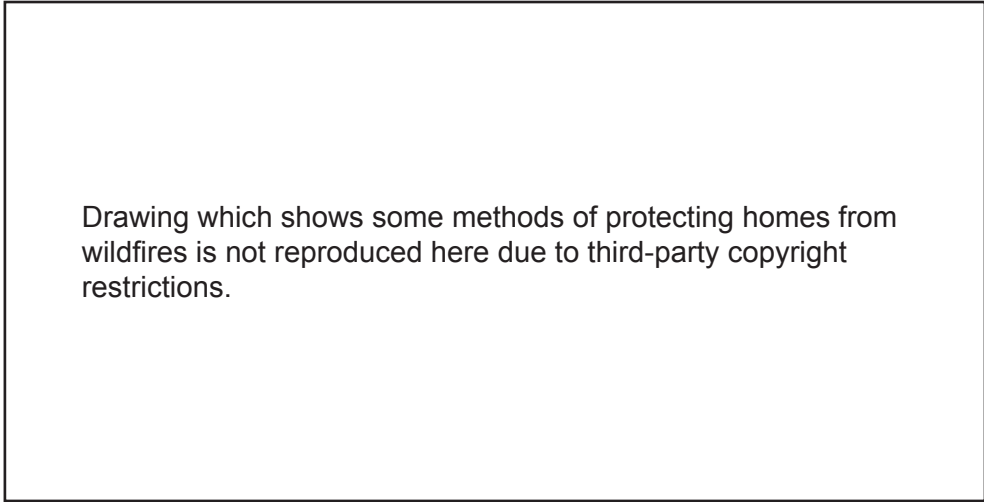 Drawing which shows some methods of protecting homes from
wildfires is not reproduced here due to third-party copyright
restrictions.